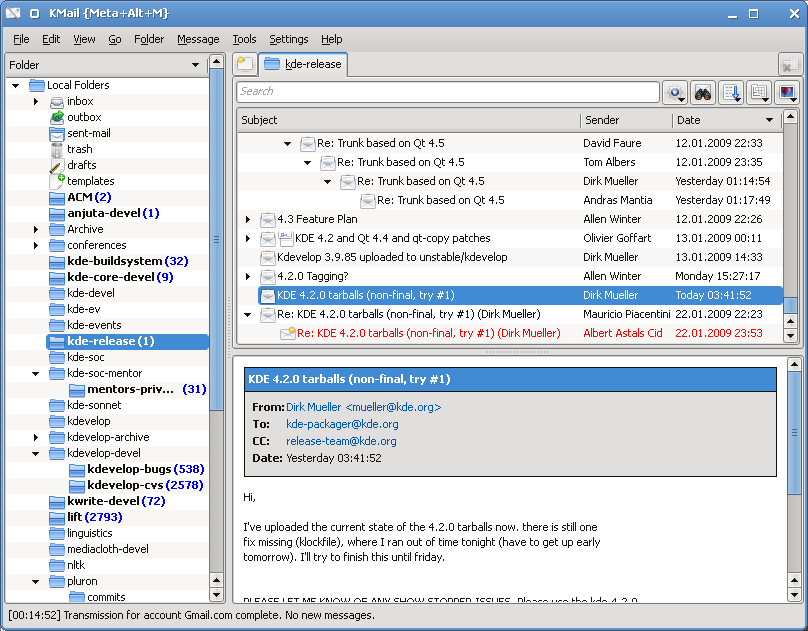 KMail {Meta+Alt+M}
File Edit View Go Folder Message Tools Settings Help
Folder
Local Folders
inbox
outbox
sent-mail
trash
drafts
templates
ACM (2)
anjuta-devel (1)
Archive
conferences
kde-buildsystem (32)
kde-core-devel (9)
kde-devel
kde-ev
kde-events
kde-release (1)
kde-soc
kde-soc-mentor
mentors-priv... (31)
kde-sonnet
kdevelop
kdevelop-archive
kdevelop-devel
kdevelop-bugs (538)
kdevelop-cvs (2578)
kwrite-devel (72)
lift (2793)
linguistics
mediacloth-devel
nltk
pluron
commits
kde-release
Search
Subject Sender Date
Re: Trunk based on Qt 4.5 David Faure 12.01.2009 22:33
Re: Trunk based on Qt 4.5 Tom Albers 12.01.2009 23:35
Re: Trunk based on Qt 4.5 Dirk Mueller Yesterday 01:14:54
Re: Trunk based on Qt 4.5 Andras Mantia Yesterday 01:17:49
4.3 Feature Plan Allen Winter 12.01.2009 22:26
KDE 4.2 and Qt 4.4 and qt-copy patches Olivier Goffart 13.01.2009 00:11
Kdevelop 3.9.85 uploaded to unstable/kdevelop Dirk Mueller 13.01.2009 14:33
4.2.0 Tagging? Allen Winter Monday 15:27:17
KDE 4.2.0 tarballs (non-final, try #1) Dirk Mueller Today 03:41:52
Re: KDE 4.2.0 tarballs (non-final, try #1) (Dirk Mueller) Mauricio Piacentini 22.01.2009 22:23
Re: KDE 4.2.0 tarballs (non-final, try #1) (Dirk Mueller) Albert Astals Cid 22.01.2009 23:53
KDE 4.2.0 tarballs (non-final, try #1)
From: Dirk Mueller <mueller@kde.org>
To: kde-packager@kde.org
CC: release-team@kde.org
Date: Yesterday 03:41:52
Hi,
I've uploaded the current state of the 4.2.0 tarballs now. there is still one
fix missing (klockfile), where I ran out of time tonight (have to get up early
tomorrow). I'll try to finish this until friday.
PLEASE LET ME KNOW OF ANY SHOW STOPPER ISSUES. Please use the kde-4.2.0
[00:14:52] Transmission for account Gmail.com complete. No new messages.